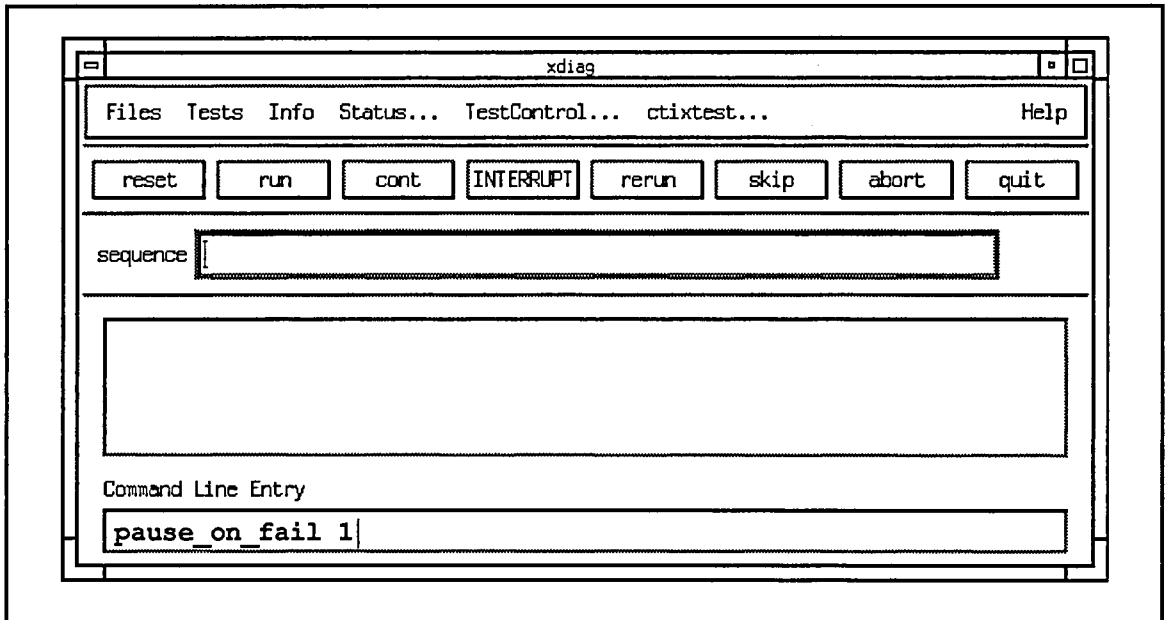 xdiag
Files Tests Info Status... TestControl... ctixtest... Help
reset run cont INTERRUPT rerun skip abort quit
sequence
Command Line Entry
pause_on_fail 1